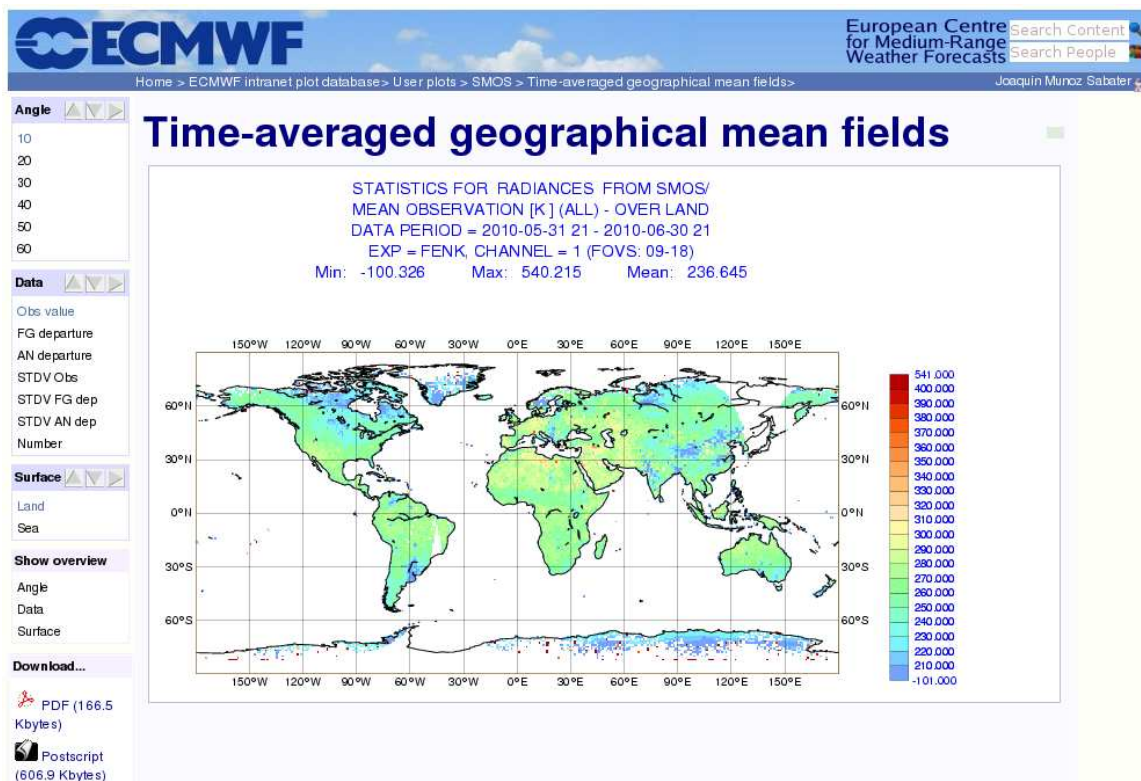 ECMWF
European Centre
for Medium-Range
Weather Forecasts
Search Content
Search People
Home > ECMWF intranet plot database> User plots > SMOS > Time-averaged geographical mean fields>
Joaquin Munoz Sabater
Angle
10
20
30
40
50
60
Data
Obs value
FG departure
AN departure
STDV Obs
STDV FG dep
STDV AN dep
Number
Surface
Land
Sea
Show overview
Angle
Data
Surface
Download...
PDF (166.5
Kbytes)
Postscript
(606.9 Kbytes)
Time-averaged geographical mean fields
STATISTICS FOR RADIANCES FROM SMOS/
MEAN OBSERVATION [K ] (ALL) - OVER LAND
DATA PERIOD = 2010-05-31 21 - 2010-06-30 21
EXP = FENK, CHANNEL = 1 (FOVS: 09-18)
Min: -100.326 Max: 540.215 Mean: 236.645
150°W 120°W 90°W 60°W 30°W 0°E 30°E 60°E 90°E 120°E 150°E
60°N 60°N
30°N 30°N
0°N 0°N
30°S 30°S
60°S 60°S
150°W 120°W 90°W 60°W 30°W 0°E 30°E 60°E 90°E 120°E 150°E
541.000
400.000
390.000
380.000
370.000
360.000
350.000
340.000
330.000
320.000
310.000
300.000
290.000
280.000
270.000
260.000
250.000
240.000
230.000
220.000
210.000
-101.000